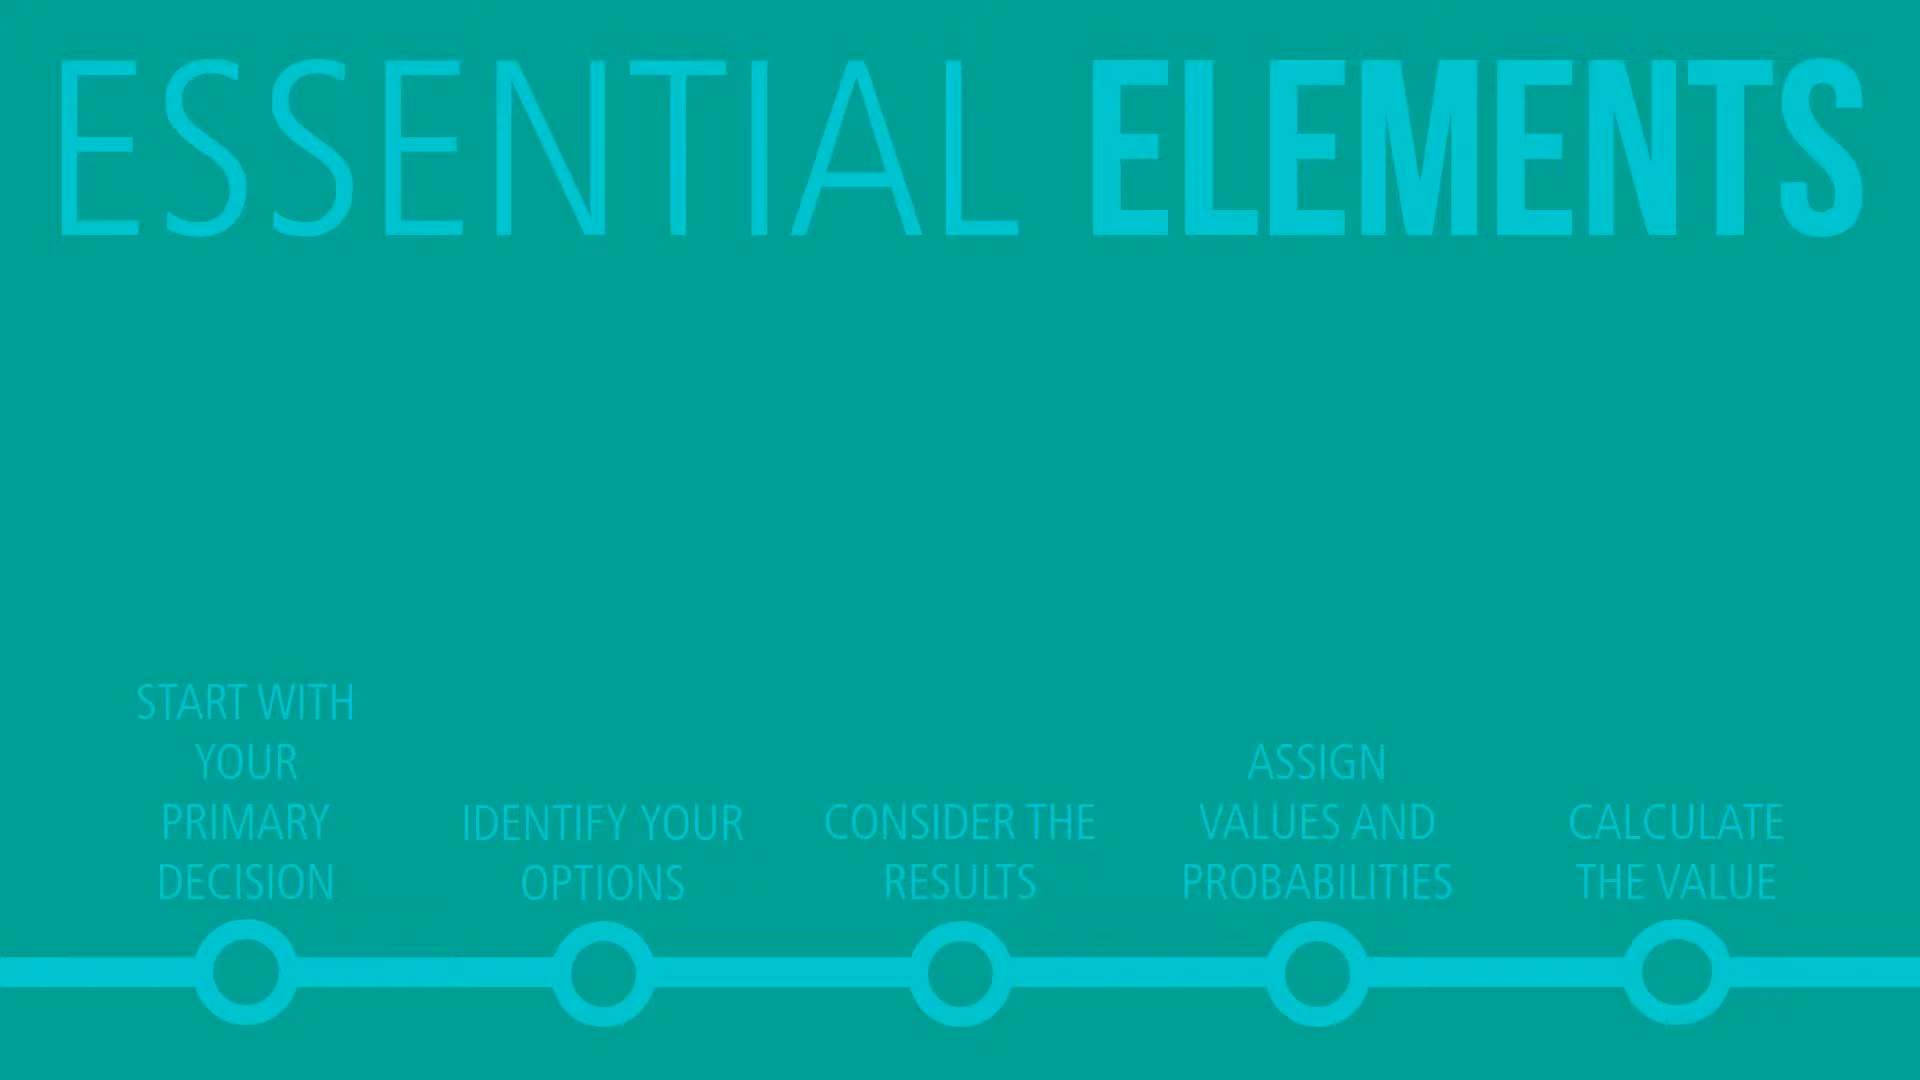 ESSENTIAL ELEMENTS
START WITH
YOUR
PRIMARY
DECISION
IDENTIFY YOUR
OPTIONS
CONSIDER THE
RESULTS
ASSIGN
VALUES AND
PROBABILITIES
CALCULATE
THE VALUE